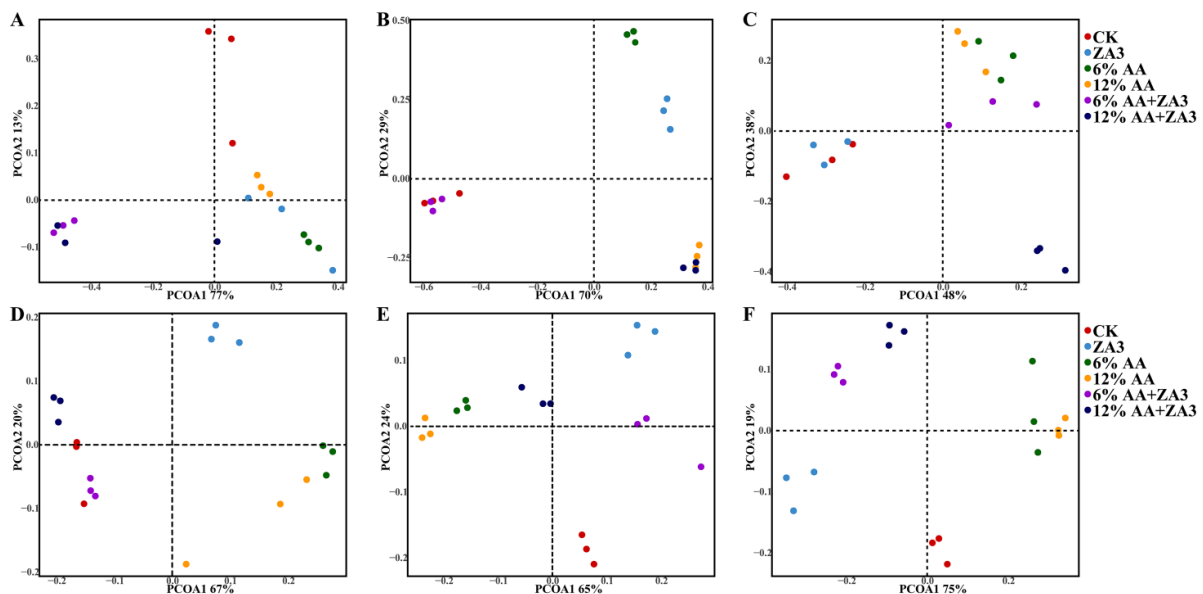 A
0.3
0.2
0.1
0.0
−0.1
−0.4
−0.2
0.0
0.2
0.4
PCOA1 77%
PCOA2 13%
B
0.50
0.25
0.00
−0.25
−0.6
−0.4
−0.2
0.0
0.2
0.4
PCOA1 70%
PCOA2 29%
C
0.2
0.0
−0.2
−0.4
−0.4
−0.2
0.0
0.2
PCOA1 48%
PCOA2 38%
CK
ZA3
6% AA
12% AA
6% AA+ZA3
12% AA+ZA3
D
0.2
0.1
0.0
−0.1
−0.2
−0.2
−0.1
0.0
0.1
0.2
PCOA1 67%
PCOA2 20%
E
0.1
0.0
−0.1
−0.2
−0.2
−0.1
0.0
0.1
0.2
PCOA1 65%
PCOA2 24%
F
0.1
0.0
−0.1
−0.2
−0.2
0.0
0.2
PCOA1 75%
PCOA2 19%
CK
ZA3
6% AA
12% AA
6% AA+ZA3
12% AA+ZA3